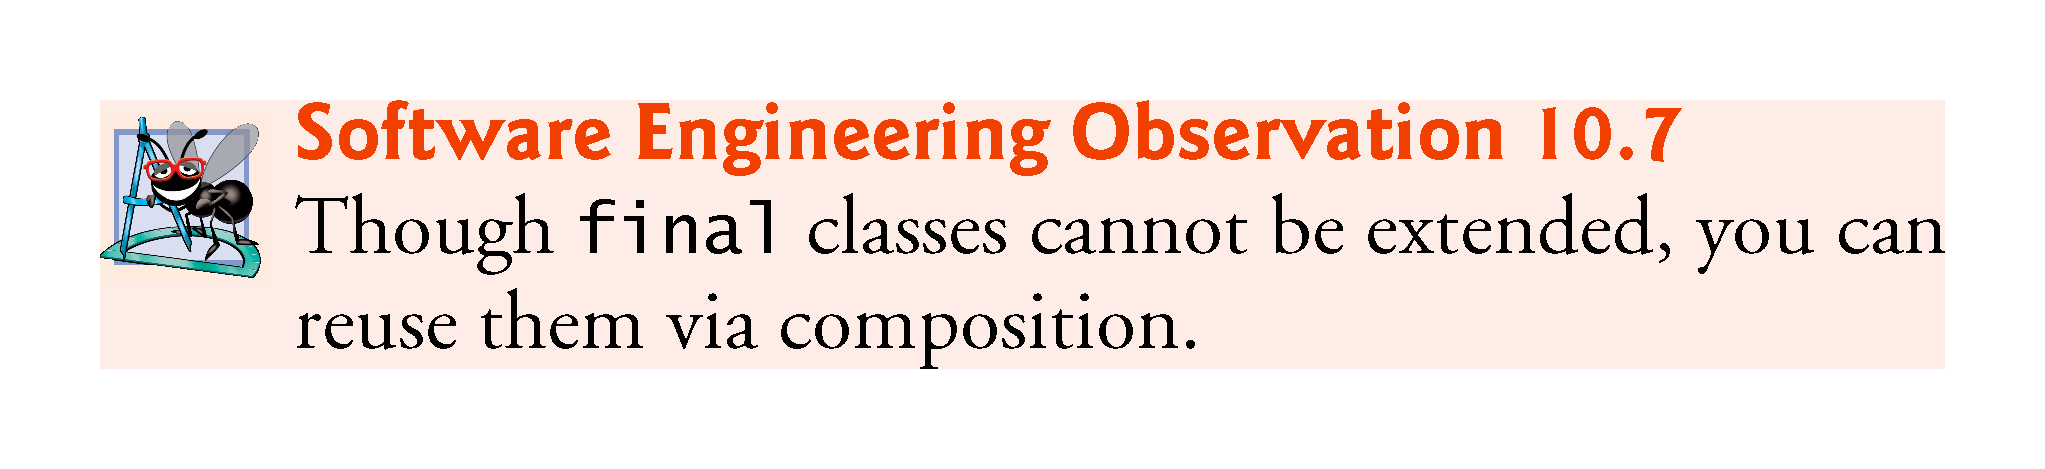 Software Engineering Observation 10.7
Though final classes cannot be extended, you can
reuse them via composition.